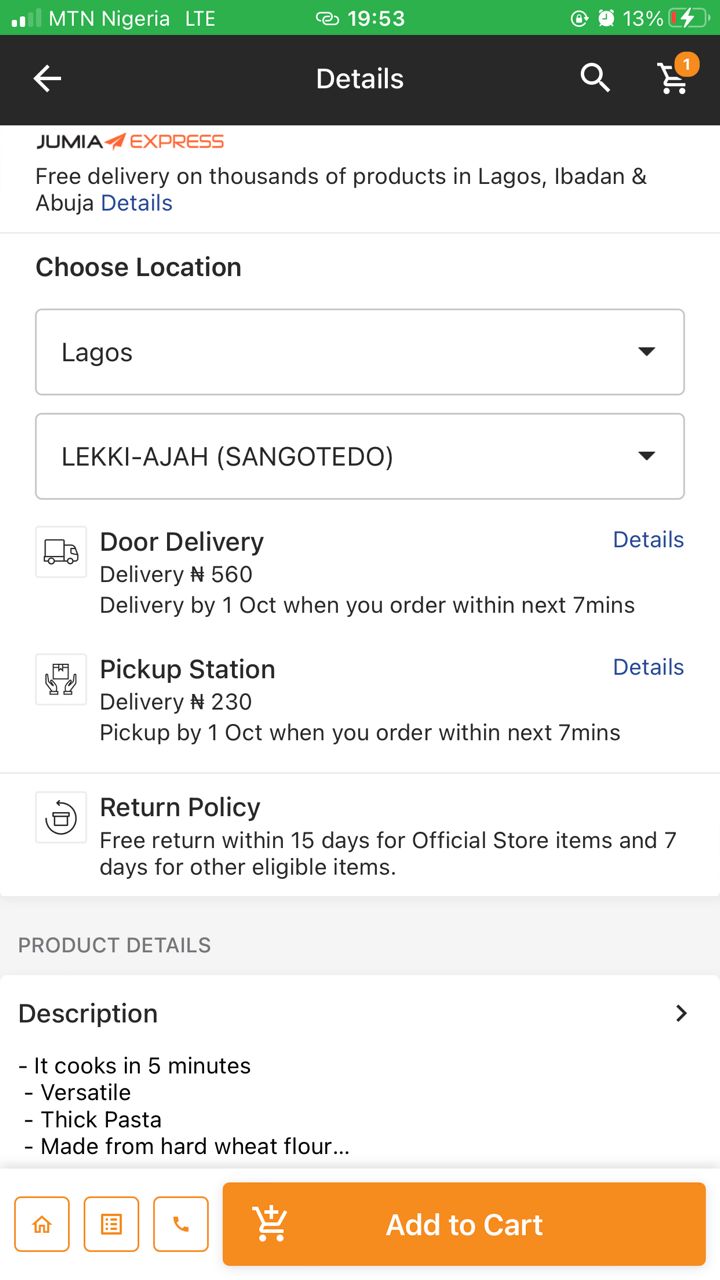 MTN Nigeria LTE 19:53 13%
Details 1
JUMIA EXPRESS
Free delivery on thousands of products in Lagos, Ibadan &
Abuja Details
Choose Location
Lagos
LEKKI-AJAH (SANGOTEDO)
Door Delivery Details
Delivery ₦ 560
Delivery by 1 Oct when you order within next 7mins
Pickup Station Details
Delivery ₦ 230
Pickup by 1 Oct when you order within next 7mins
Return Policy
Free return within 15 days for Official Store items and 7
days for other eligible items.
PRODUCT DETAILS
Description
- It cooks in 5 minutes
- Versatile
- Thick Pasta
- Made from hard wheat flour...
Add to Cart